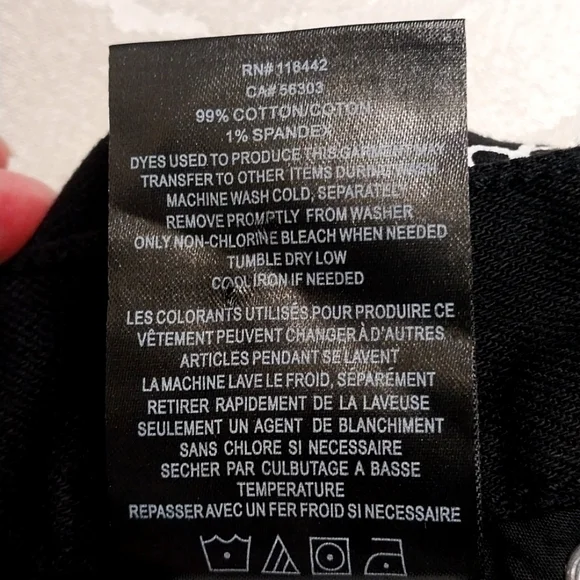 RN# 116442
CA# 56303
99% COTTON/COTON
1% SPANDEX
DYES USED TO PRODUCE THIS GARMENT MAY
TRANSFER TO OTHER ITEMS DURING WASH
MACHINE WASH COLD, SEPARATELY
REMOVE PROMPTLY FROM WASHER
ONLY NON-CHLORINE BLEACH WHEN NEEDED
TUMBLE DRY LOW
COOL IRON IF NEEDED
LES COLORANTS UTILISÉS POUR PRODUIRE CE
VÊTEMENT PEUVENT CHANGER À D'AUTRES
ARTICLES PENDANT SE LAVENT
LA MACHINE LAVE LE FROID, SEPARÉMENT
RETIRER RAPIDEMENT DE LA LAVEUSE
SEULEMENT UN AGENT DE BLANCHIMENT
SANS CHLORE SI NECESSAIRE
SECHER PAR CULBUTAGE A BASSE
TEMPERATURE
REPASSER AVEC UN FER FROID SI NECESSAIRE